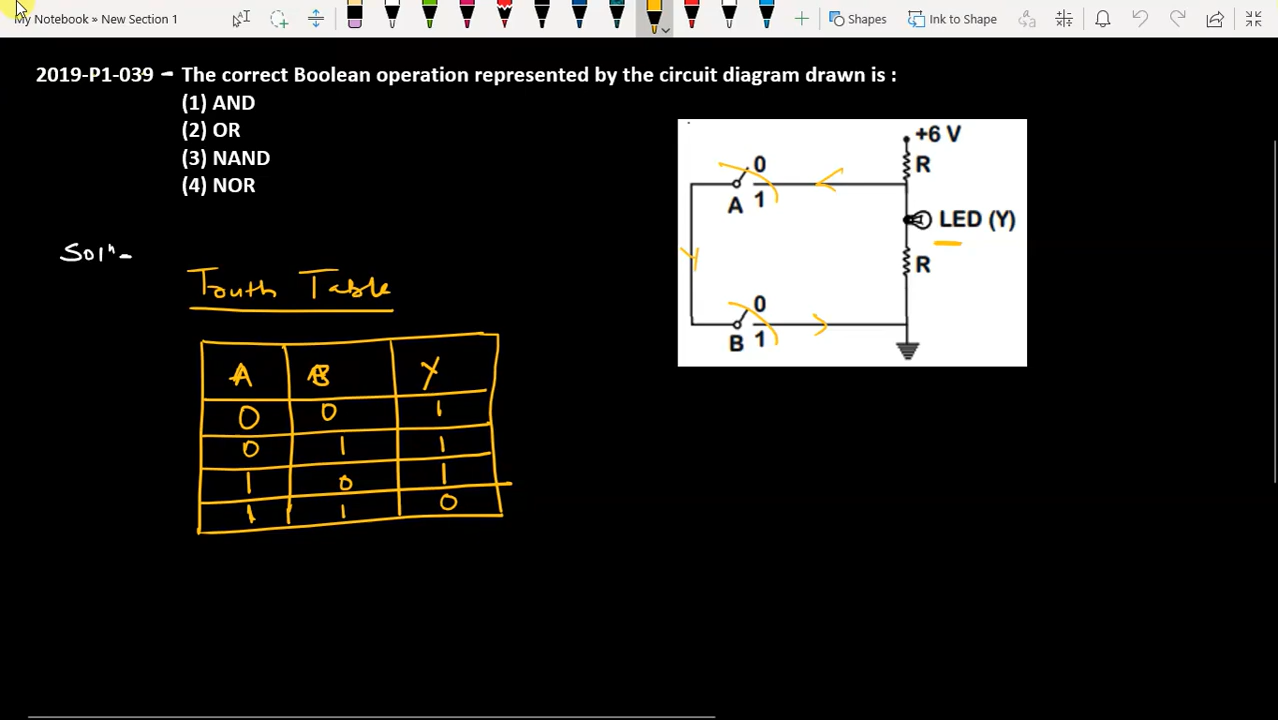 My Notebook » New Section 1
Shapes
Ink to Shape
2019-P1-039 – The correct Boolean operation represented by the circuit diagram drawn is :
(1) AND
(2) OR
(3) NAND
(4) NOR
+6 V
R
0
A 1
LED (Y)
R
0
B 1
Solⁿ-
Truth Table
A B Y
0 0 1
0 1 1
1 0 1
1 1 0